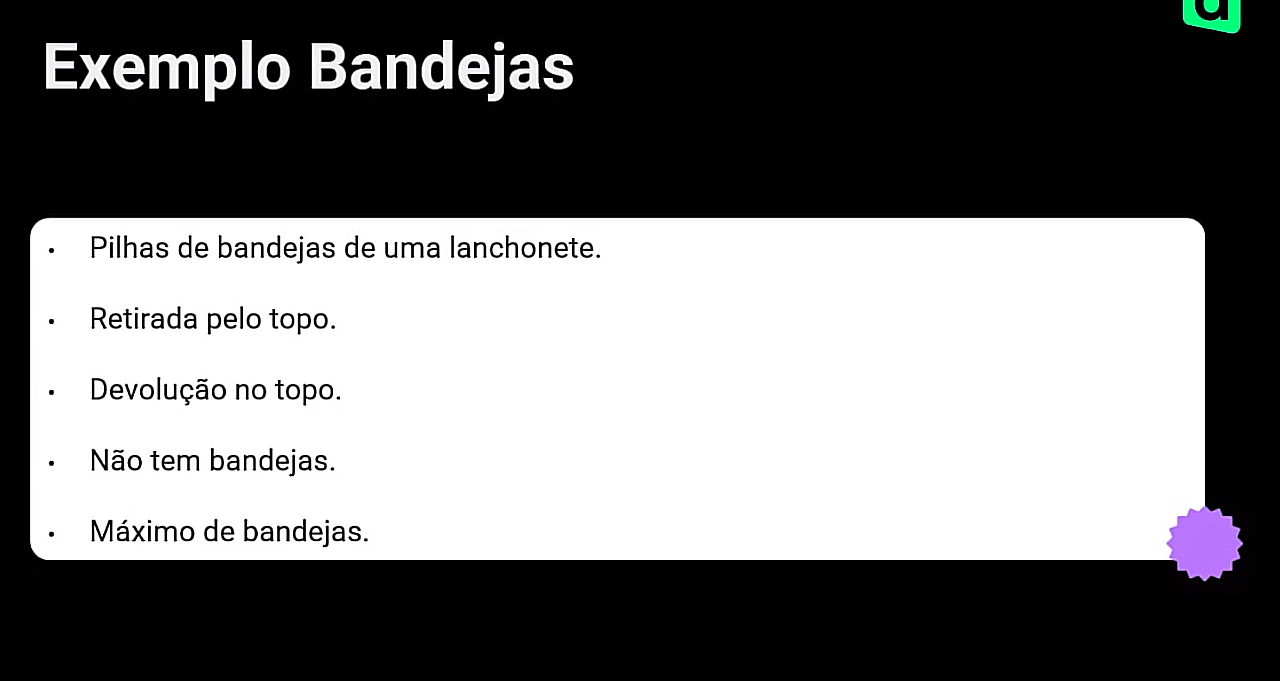 Exemplo Bandejas
• Pilhas de bandejas de uma lanchonete.
• Retirada pelo topo.
• Devolução no topo.
• Não tem bandejas.
• Máximo de bandejas.